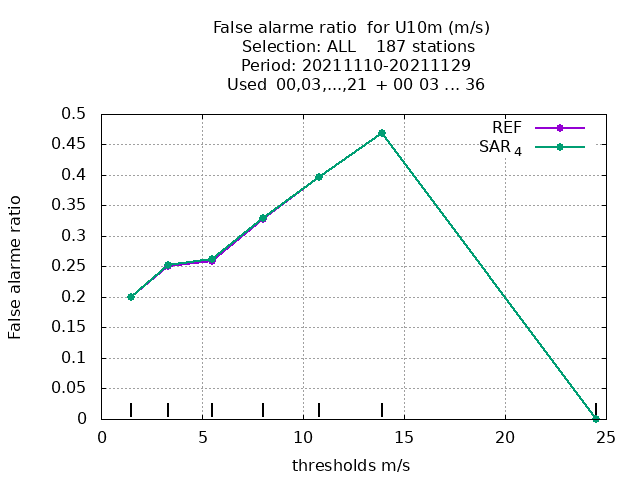 False alarme ratio  for U10m (m/s)
Selection: ALL    187 stations
Period: 20211110-20211129
Used  00,03,...,21  + 00 03 ... 36
REF
SAR 4
False alarme ratio
0.5
0.45
0.4
0.35
0.3
0.25
0.2
0.15
0.1
0.05
0
0 5 10 15 20 25
thresholds m/s